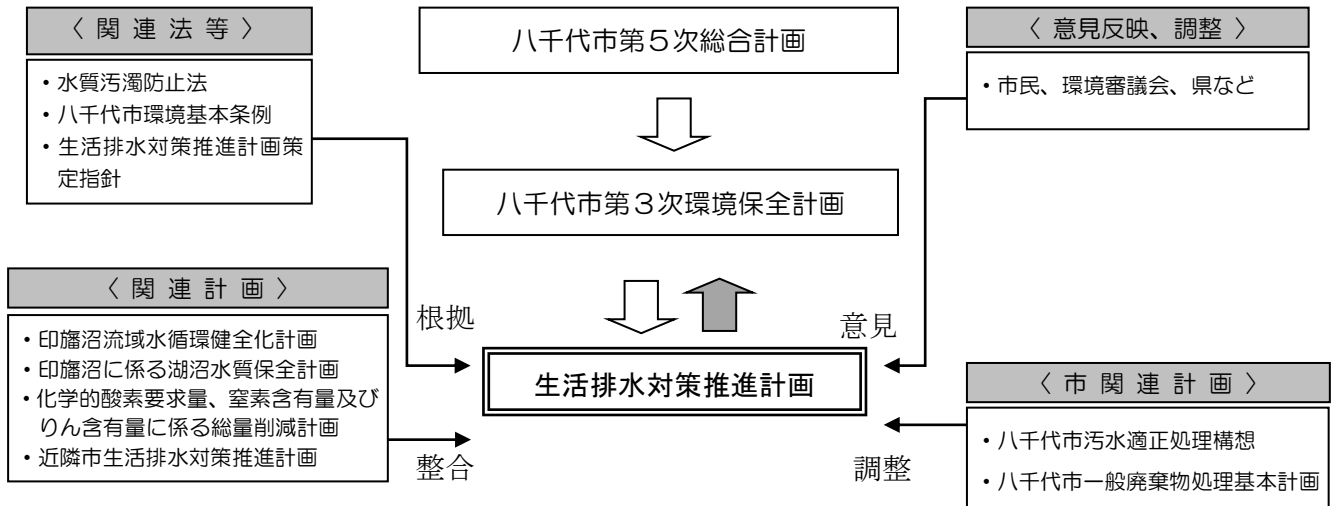 〈 関 連 法 等 〉
・水質汚濁防止法
・八千代市環境基本条例
・生活排水対策推進計画策
定指針
八千代市第5次総合計画
〈 意見反映、調整 〉
・市民、環境審議会、県など
八千代市第3次環境保全計画
〈 関 連 計 画 〉
・印旛沼流域水循環健全化計画
・印旛沼に係る湖沼水質保全計画
・化学的酸素要求量、窒素含有量及び
りん含有量に係る総量削減計画
・近隣市生活排水対策推進計画
根拠
意見
生活排水対策推進計画
整合
調整
〈 市 関 連 計 画 〉
・八千代市汚水適正処理構想
・八千代市一般廃棄物処理基本計画